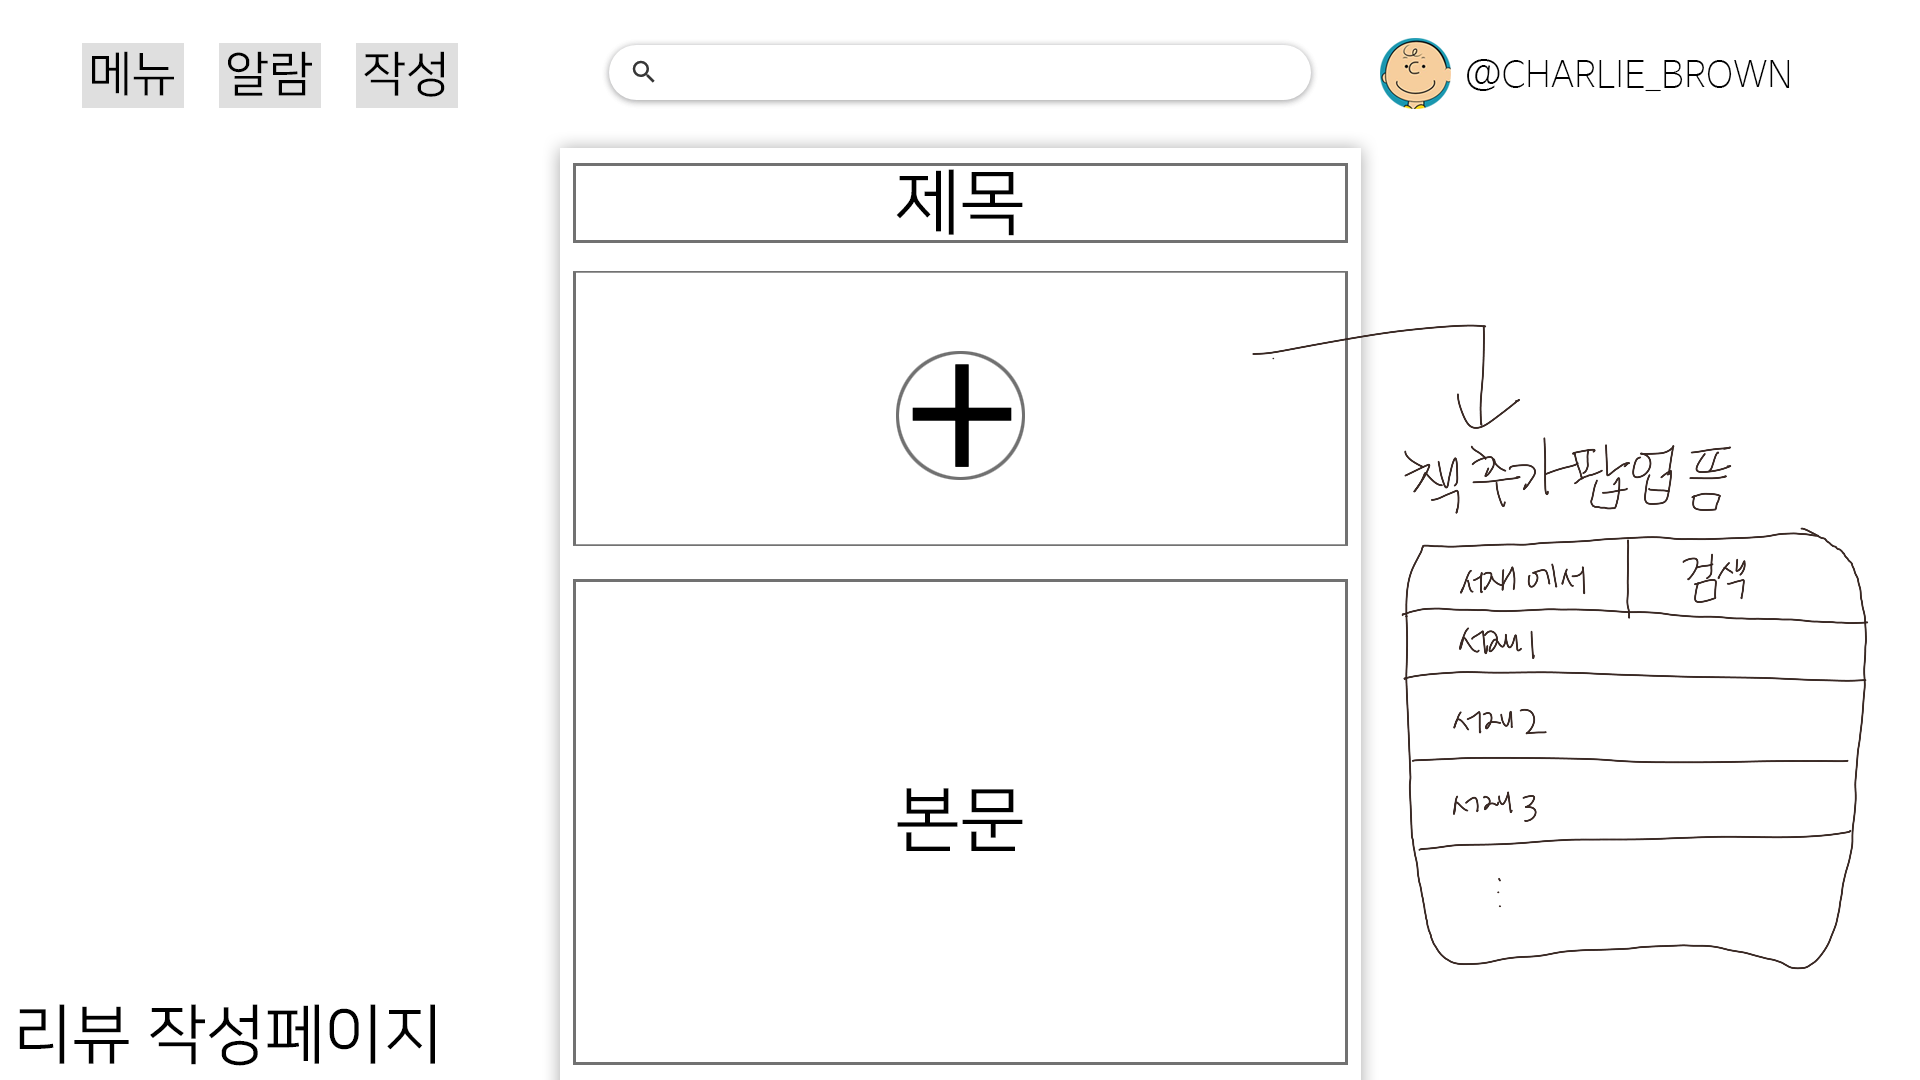 메뉴 알람 작성 @CHARLIE_BROWN
제목
책추가 팝업 뜸
서재에서 검색
서재1
서재2
서재3
⋮
본문
리뷰 작성페이지